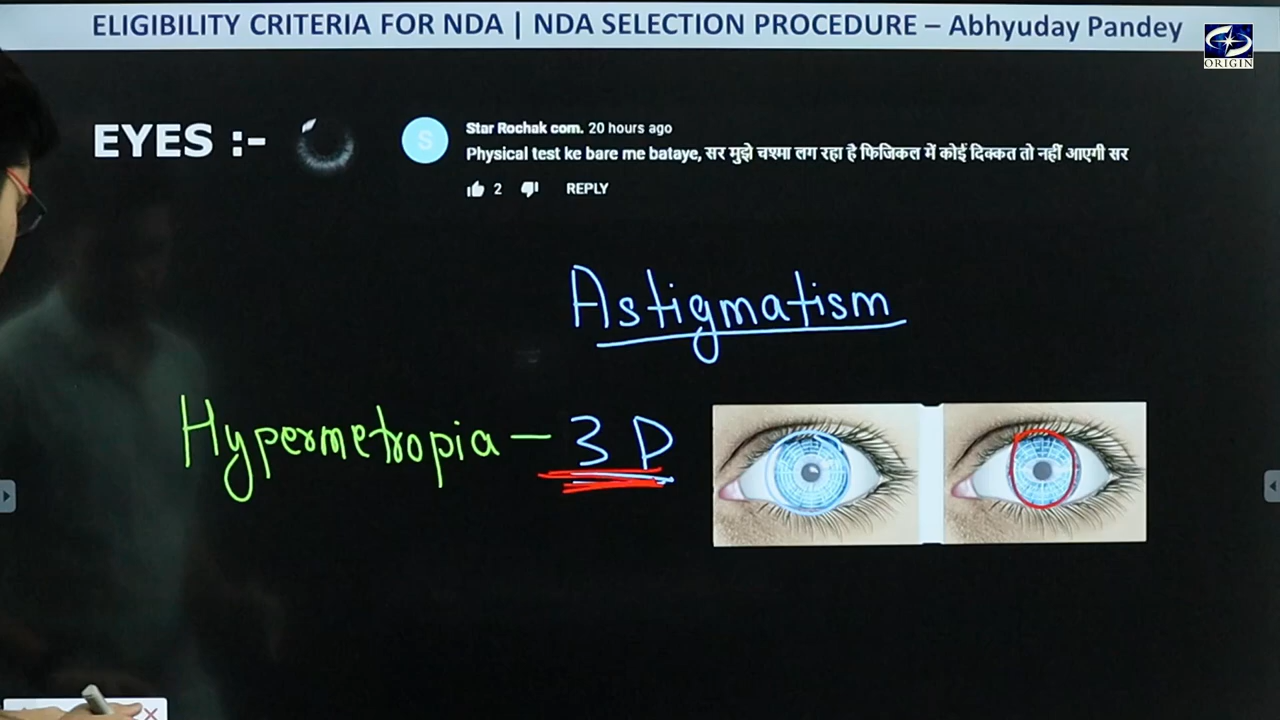 ELIGIBILITY CRITERIA FOR NDA | NDA SELECTION PROCEDURE – Abhyuday Pandey
ORIGIN
EYES :-
S
Star Rochak com. 20 hours ago
Physical test ke bare me bataye, सर मुझे चश्मा लग रहा है फिजिकल में कोई दिक्कत तो नहीं आएगी सर
2 REPLY
Astigmatism
Hypermetropia – 3 D